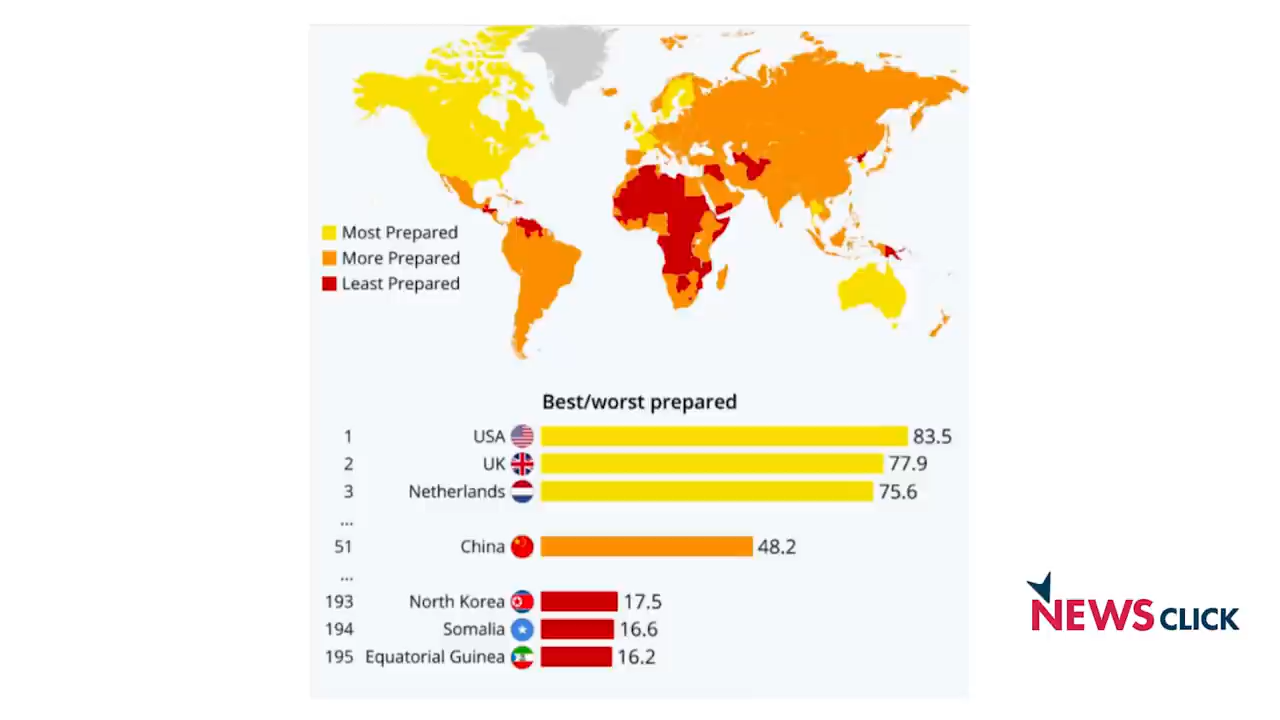 Most Prepared
More Prepared
Least Prepared
Best/worst prepared
1 USA 83.5
2 UK 77.9
3 Netherlands 75.6
...
51 China 48.2
...
193 North Korea 17.5
194 Somalia 16.6
195 Equatorial Guinea 16.2
NEWS CLICK